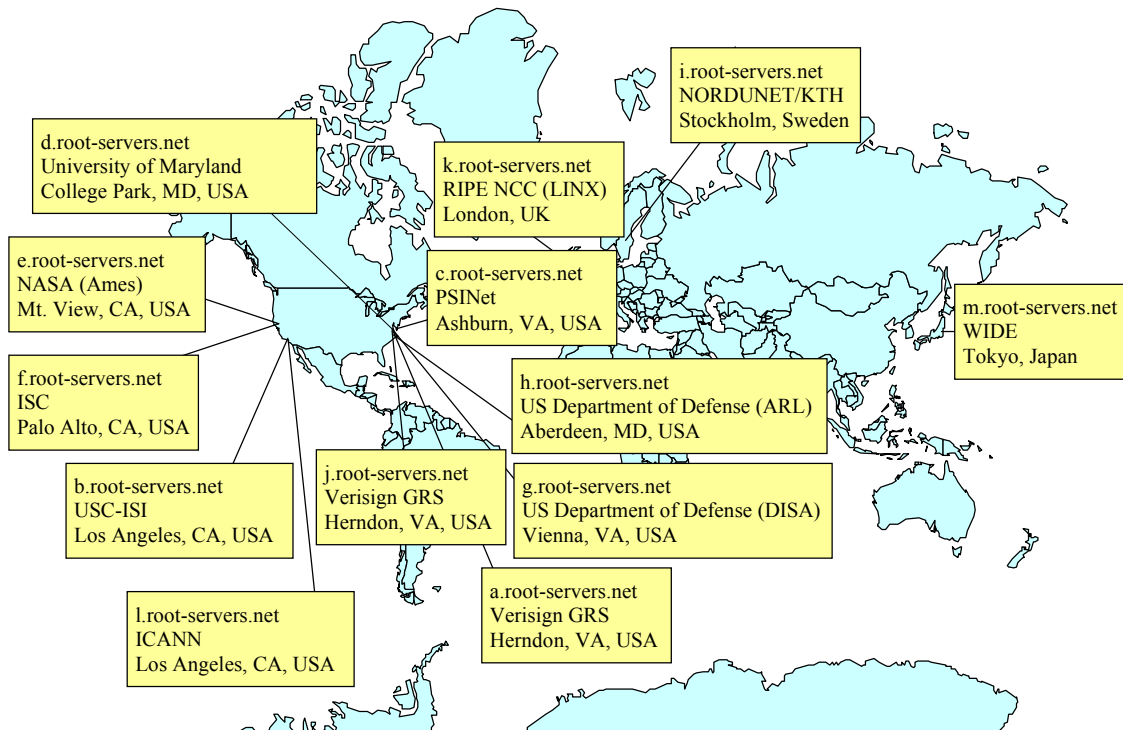 i.root-servers.net
NORDUNET/KTH
Stockholm, Sweden
d.root-servers.net
University of Maryland
College Park, MD, USA
k.root-servers.net
RIPE NCC (LINX)
London, UK
e.root-servers.net
NASA (Ames)
Mt. View, CA, USA
c.root-servers.net
PSINet
Ashburn, VA, USA
m.root-servers.net
WIDE
Tokyo, Japan
f.root-servers.net
ISC
Palo Alto, CA, USA
h.root-servers.net
US Department of Defense (ARL)
Aberdeen, MD, USA
b.root-servers.net
USC-ISI
Los Angeles, CA, USA
j.root-servers.net
Verisign GRS
Herndon, VA, USA
g.root-servers.net
US Department of Defense (DISA)
Vienna, VA, USA
a.root-servers.net
Verisign GRS
Herndon, VA, USA
l.root-servers.net
ICANN
Los Angeles, CA, USA